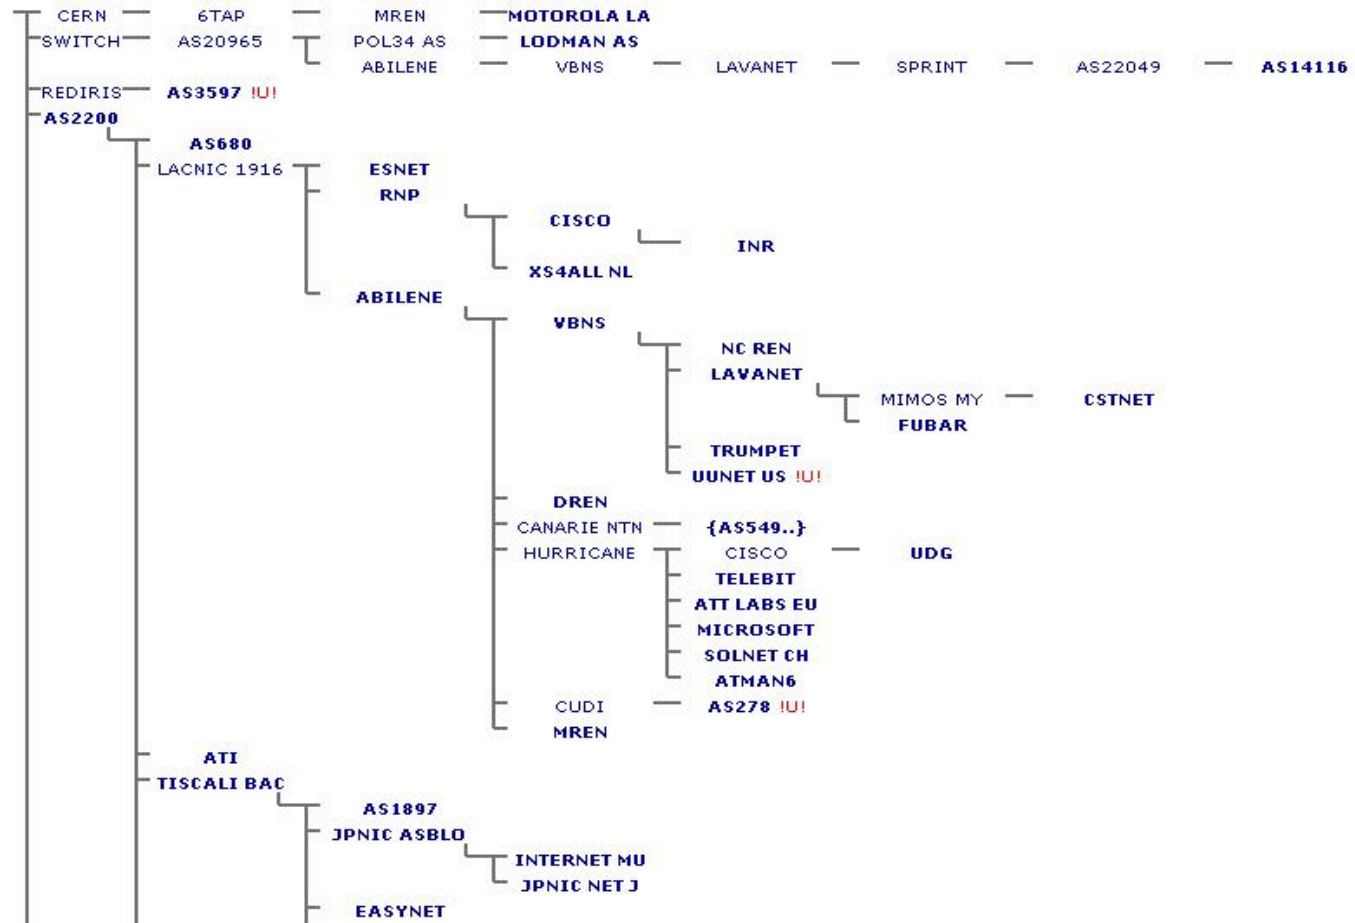 CERN 6TAP MREN MOTOROLA LA
SWITCH AS20965 POL34 AS LODMAN AS
ABILENE VBNS LAVANET SPRINT AS22049 AS14116
REDIRIS AS3597 !U!
AS2200
AS680
LACNIC 1916 ESNET
RNP
CISCO
INR
XS4ALL NL
ABILENE
VBNS
NC REN
LAVANET
MIMOS MY CSTNET
FUBAR
TRUMPET
UUNET US !U!
DREN
CANARIE NTN {AS549..}
HURRICANE CISCO UDG
TELEBIT
ATT LABS EU
MICROSOFT
SOLNET CH
ATMAN6
CUDI AS278 !U!
MREN
ATI
TISCALI BAC
AS1897
JPNIC ASBLO
INTERNET MU
JPNIC NET J
EASYNET